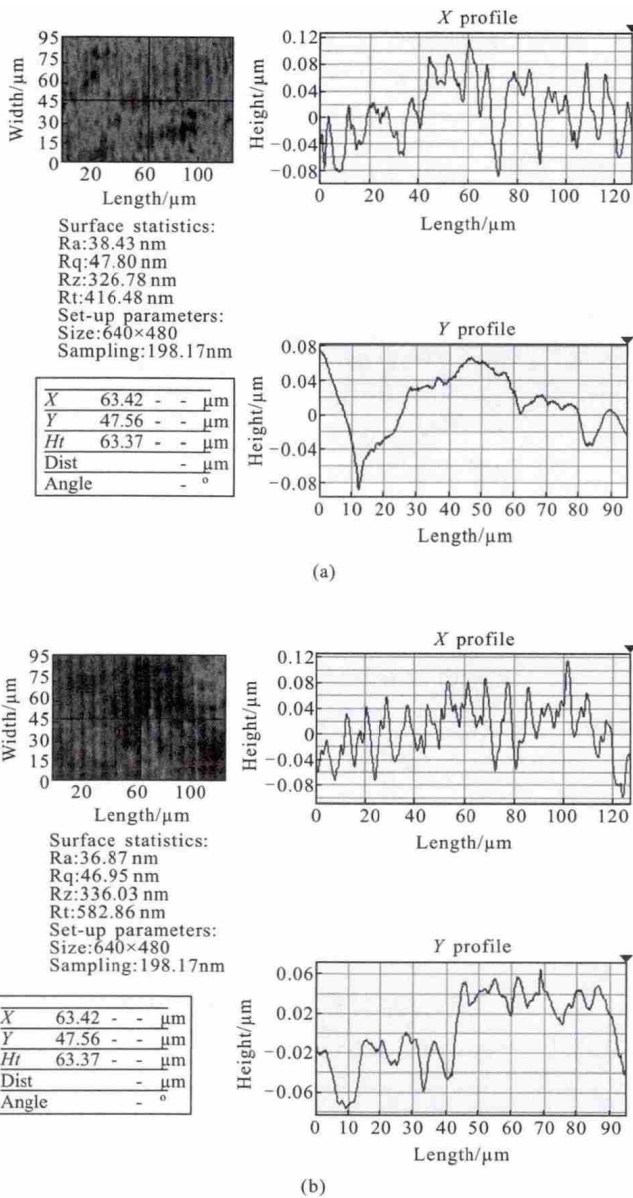 X profile
95
75
60
45
30
15
0
Width/μm
20 60 100
Length/μm
0.12
0.08
0.04
0
−0.04
−0.08
Height/μm
0 20 40 60 80 100 120
Length/μm
Surface statistics:
Ra:38.43 nm
Rq:47.80 nm
Rz:326.78 nm
Rt:416.48 nm
Set-up parameters:
Size:640×480
Sampling:198.17nm
X 63.42 - - μm
Y 47.56 - - μm
Ht 63.37 - - μm
Dist - μm
Angle - °
Y profile
0.08
0.04
0
−0.04
−0.08
Height/μm
0 10 20 30 40 50 60 70 80 90
Length/μm
(a)
95
75
60
45
30
15
0
Width/μm
20 60 100
Length/μm
X profile
0.12
0.08
0.04
0
−0.04
−0.08
Height/μm
0 20 40 60 80 100 120
Length/μm
Surface statistics:
Ra:36.87 nm
Rq:46.95 nm
Rz:336.03 nm
Rt:582.86 nm
Set-up parameters:
Size:640×480
Sampling:198.17nm
X 63.42 - - μm
Y 47.56 - - μm
Ht 63.37 - - μm
Dist - μm
Angle - °
Y profile
0.06
0.02
−0.02
−0.06
Height/μm
0 10 20 30 40 50 60 70 80 90
Length/μm
(b)